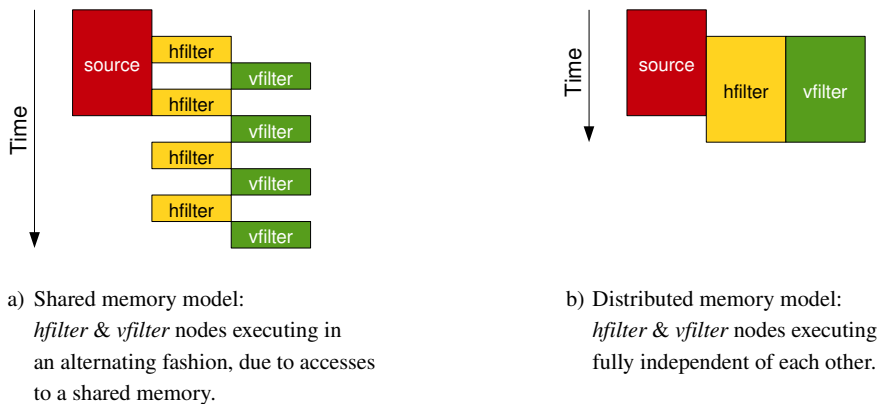 Time
source
hfilter
vfilter
hfilter
vfilter
hfilter
vfilter
hfilter
vfilter
a) Shared memory model:
hfilter & vfilter nodes executing in
an alternating fashion, due to accesses
to a shared memory.
Time
source
hfilter
vfilter
b) Distributed memory model:
hfilter & vfilter nodes executing
fully independent of each other.